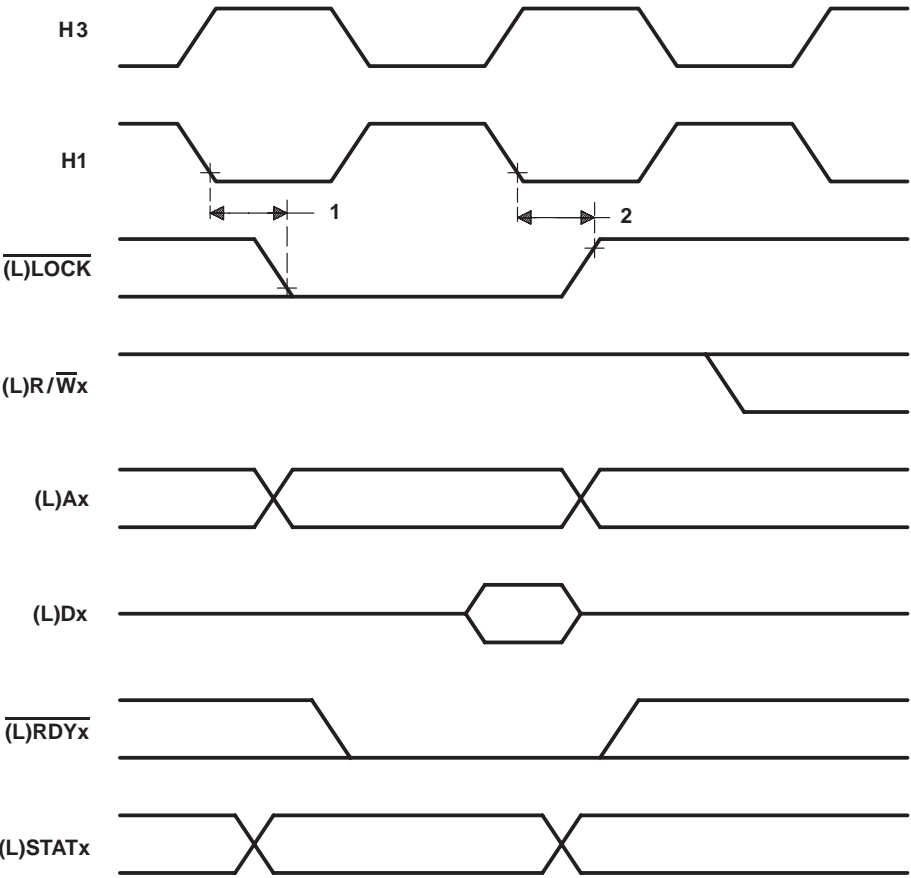 H3
H1
1
2
(L)LOCK
(L)R/Wx
(L)Ax
(L)Dx
(L)RDYx
(L)STATx